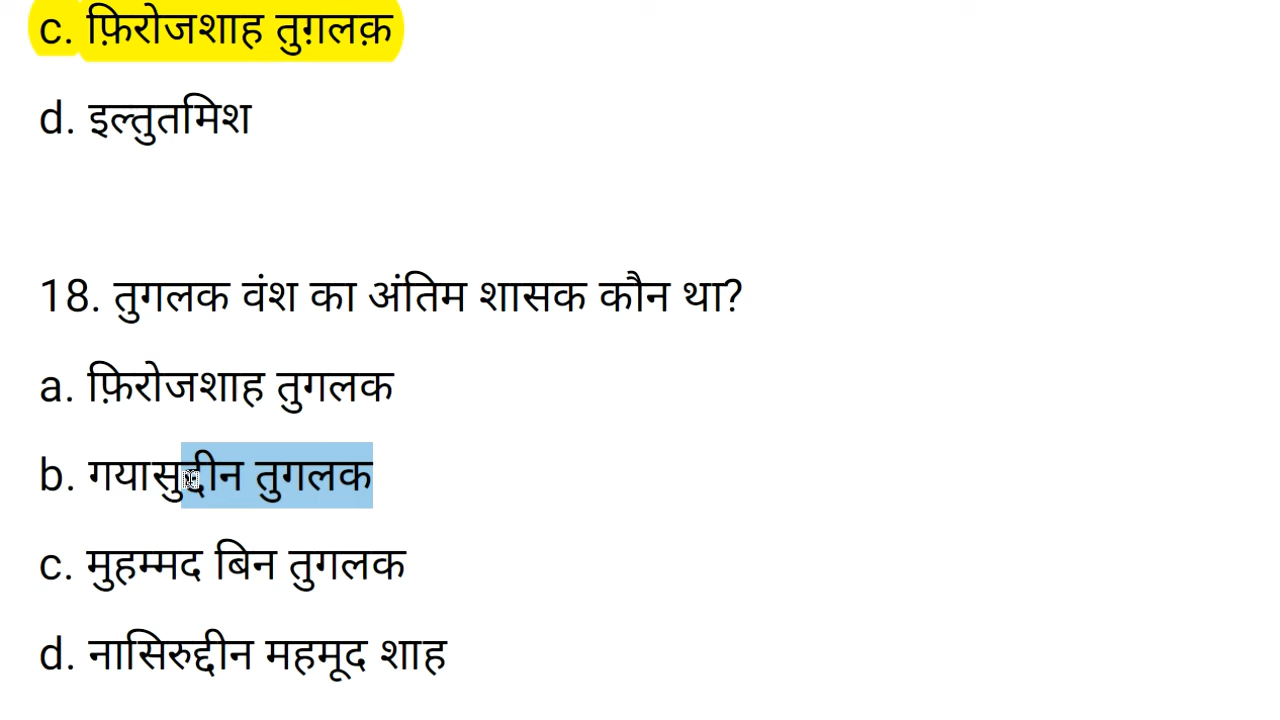 c. फ़िरोजशाह तुग़लक़
d. इल्तुतमिश
18. तुगलक वंश का अंतिम शासक कौन था?
a. फ़िरोजशाह तुगलक
b. गयासुद्दीन तुगलक
c. मुहम्मद बिन तुगलक
d. नासिरुद्दीन महमूद शाह